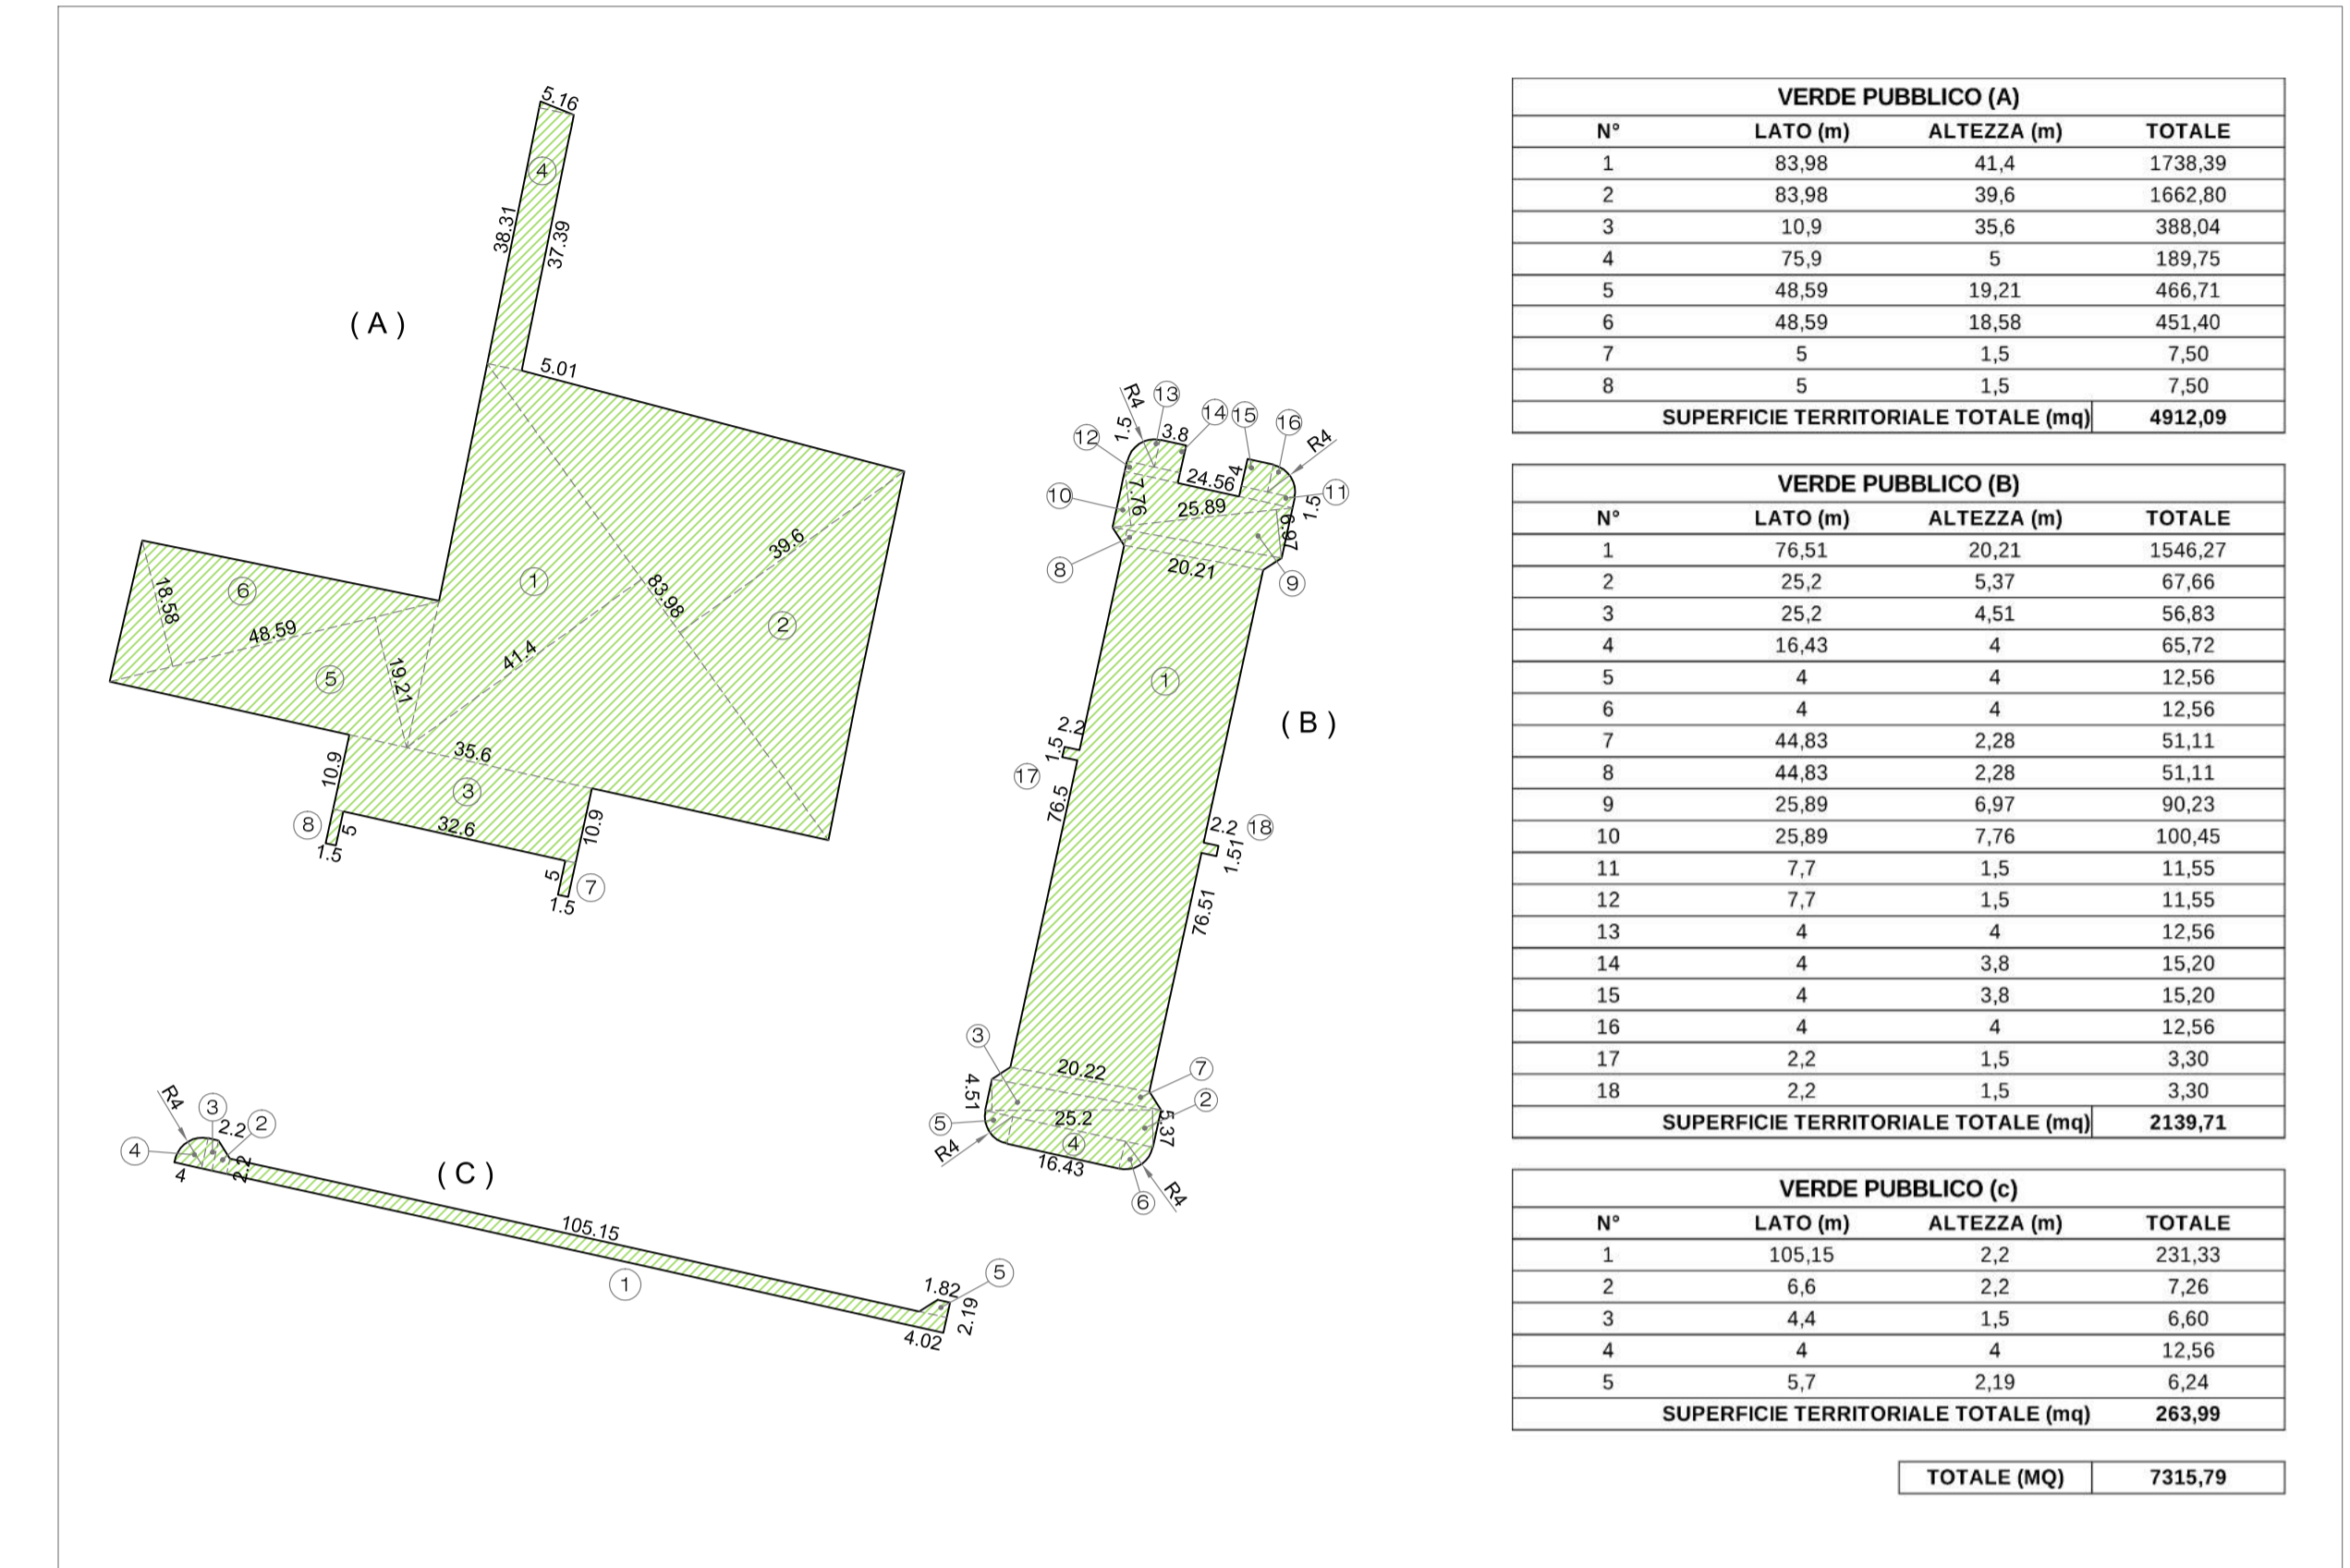 5.16
4
38.31
37.39
( A )
5.01
6
18.58
48.59
5
19.21
1
83.98
39.6
41.4
2
35.6
10.9
3
8
5
1.5
32.6
10.9
5
7
1.5
R4
13
14
15
16
R4
12
1.5
3.8
4
24.56
10
7.76
25.89
11
1.5
6.97
8
20.21
9
1
( B )
2.2
1.5
17
76.5
2.2
18
1.51
76.51
3
20.22
7
4.51
2
25.2
5.37
5
R4
4
16.43
6
R4
R4
3
2.2
2
4
4
2.2
( C )
105.15
1
5
1.82
2.19
4.02
VERDE PUBBLICO (A)
N° LATO (m) ALTEZZA (m) TOTALE
1 83,98 41,4 1738,39
2 83,98 39,6 1662,80
3 10,9 35,6 388,04
4 75,9 5 189,75
5 48,59 19,21 466,71
6 48,59 18,58 451,40
7 5 1,5 7,50
8 5 1,5 7,50
SUPERFICIE TERRITORIALE TOTALE (mq) 4912,09
VERDE PUBBLICO (B)
N° LATO (m) ALTEZZA (m) TOTALE
1 76,51 20,21 1546,27
2 25,2 5,37 67,66
3 25,2 4,51 56,83
4 16,43 4 65,72
5 4 4 12,56
6 4 4 12,56
7 44,83 2,28 51,11
8 44,83 2,28 51,11
9 25,89 6,97 90,23
10 25,89 7,76 100,45
11 7,7 1,5 11,55
12 7,7 1,5 11,55
13 4 4 12,56
14 4 3,8 15,20
15 4 3,8 15,20
16 4 4 12,56
17 2,2 1,5 3,30
18 2,2 1,5 3,30
SUPERFICIE TERRITORIALE TOTALE (mq) 2139,71
VERDE PUBBLICO (c)
N° LATO (m) ALTEZZA (m) TOTALE
1 105,15 2,2 231,33
2 6,6 2,2 7,26
3 4,4 1,5 6,60
4 4 4 12,56
5 5,7 2,19 6,24
SUPERFICIE TERRITORIALE TOTALE (mq) 263,99
TOTALE (MQ) 7315,79